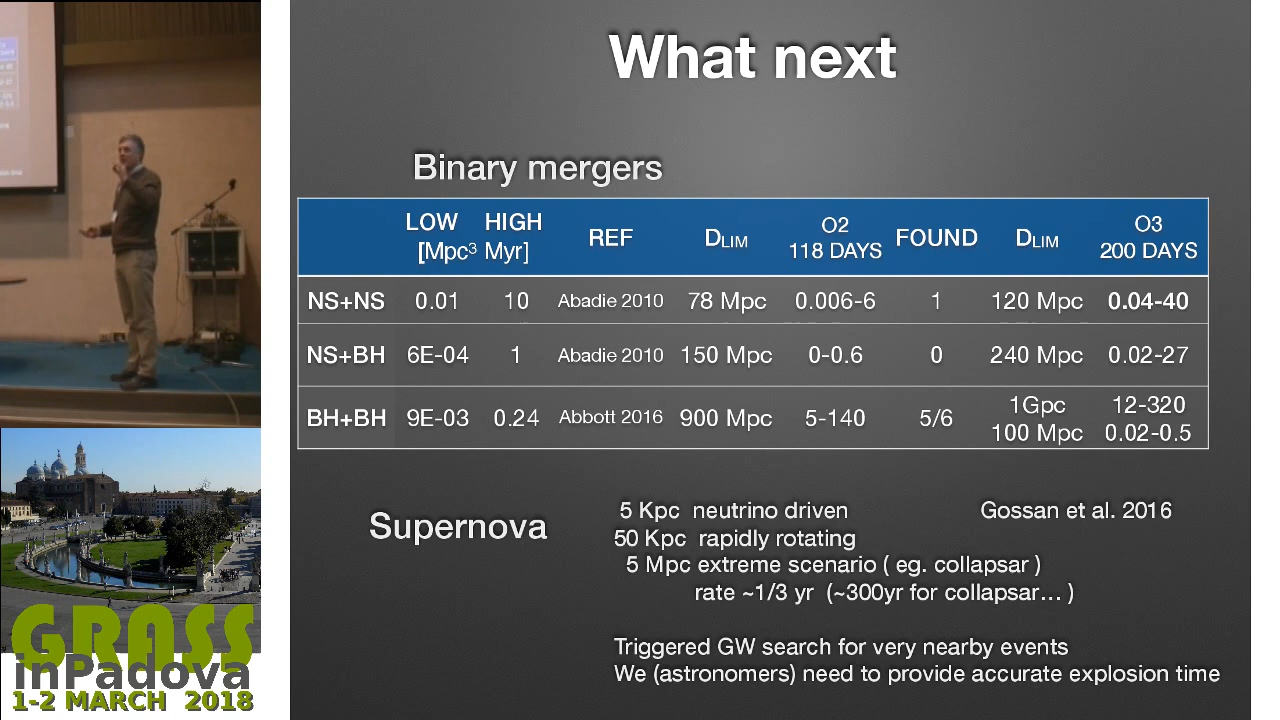 What next
Binary mergers
LOW HIGH [Mpc³ Myr] REF DLIM O2 118 DAYS FOUND DLIM O3 200 DAYS
NS+NS 0.01 10 Abadie 2010 78 Mpc 0.006-6 1 120 Mpc 0.04-40
NS+BH 6E-04 1 Abadie 2010 150 Mpc 0-0.6 0 240 Mpc 0.02-27
BH+BH 9E-03 0.24 Abbott 2016 900 Mpc 5-140 5/6 1Gpc 100 Mpc 12-320 0.02-0.5
Supernova
5 Kpc neutrino driven Gossan et al. 2016
50 Kpc rapidly rotating
5 Mpc extreme scenario ( eg. collapsar )
rate ~1/3 yr (~300yr for collapsar... )
Triggered GW search for very nearby events
We (astronomers) need to provide accurate explosion time
GRASS
inPadova
1-2 MARCH 2018